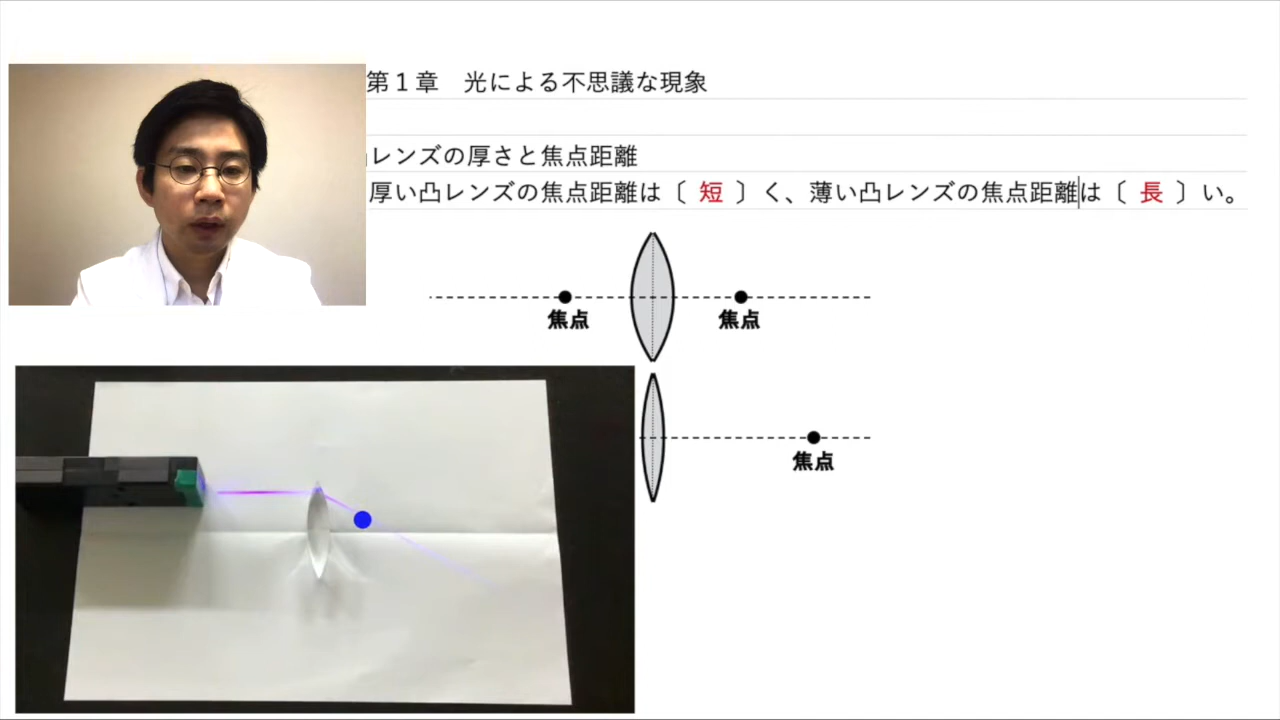 第１章　光による不思議な現象
レンズの厚さと焦点距離
厚い凸レンズの焦点距離は〔 短 〕く、薄い凸レンズの焦点距離は〔 長 〕い。
焦点 焦点
焦点